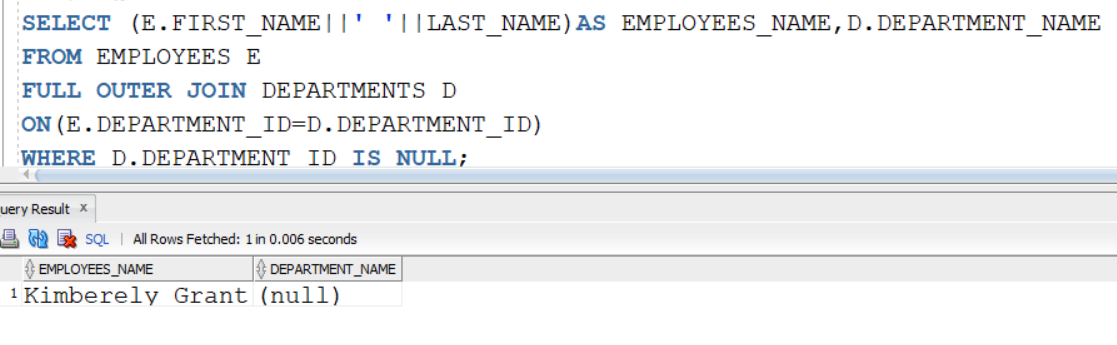 SELECT (E.FIRST_NAME||' '||LAST_NAME)AS EMPLOYEES_NAME,D.DEPARTMENT_NAME
FROM EMPLOYEES E
FULL OUTER JOIN DEPARTMENTS D
ON(E.DEPARTMENT_ID=D.DEPARTMENT_ID)
WHERE D.DEPARTMENT_ID IS NULL;
uery Result x
SQL | All Rows Fetched: 1 in 0.006 seconds
EMPLOYEES_NAME DEPARTMENT_NAME
1 Kimberely Grant (null)